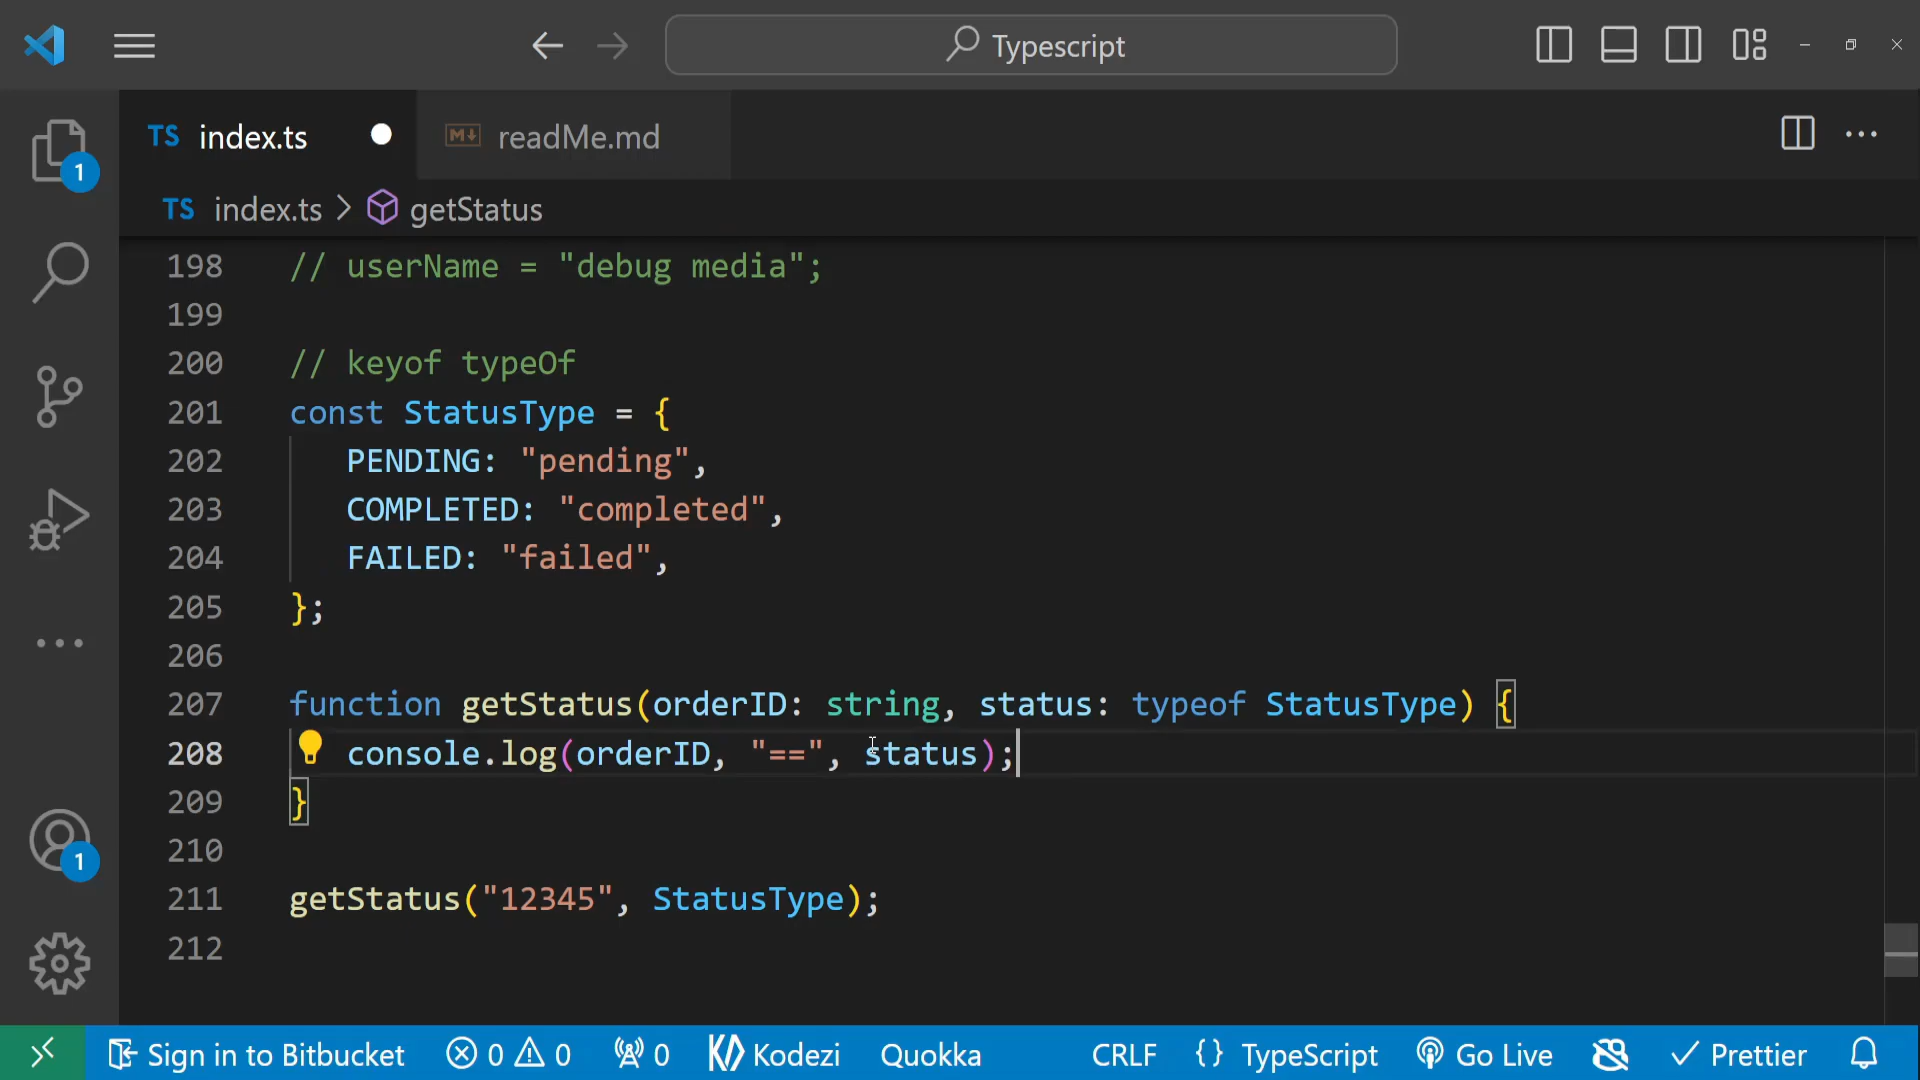 Typescript
TS index.ts
readMe.md
TS index.ts > getStatus
198 // userName = "debug media";
199
200 // keyof typeOf
201 const StatusType = {
202 PENDING: "pending",
203 COMPLETED: "completed",
204 FAILED: "failed",
205 };
206
207 function getStatus(orderID: string, status: typeof StatusType) {
208 console.log(orderID, "==", status);
209 }
210
211 getStatus("12345", StatusType);
212
1
1
Sign in to Bitbucket 0 0 0 Kodezi Quokka CRLF {} TypeScript Go Live Prettier